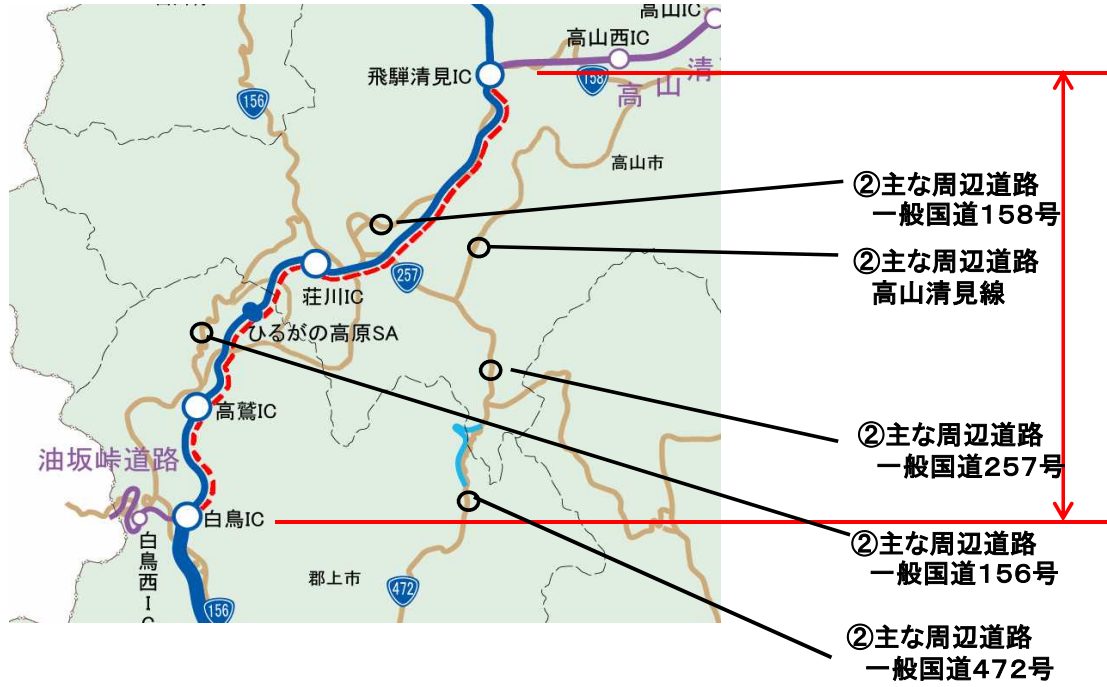 高山IC
高山西IC
飛騨清見IC
158
高山清
156
高山市
②主な周辺道路
一般国道158号
②主な周辺道路
高山清見線
257
荘川IC
ひるがの高原SA
高鷲IC
②主な周辺道路
一般国道257号
油坂峠道路
白鳥IC
白鳥西IC
②主な周辺道路
一般国道156号
郡上市
472
156
②主な周辺道路
一般国道472号